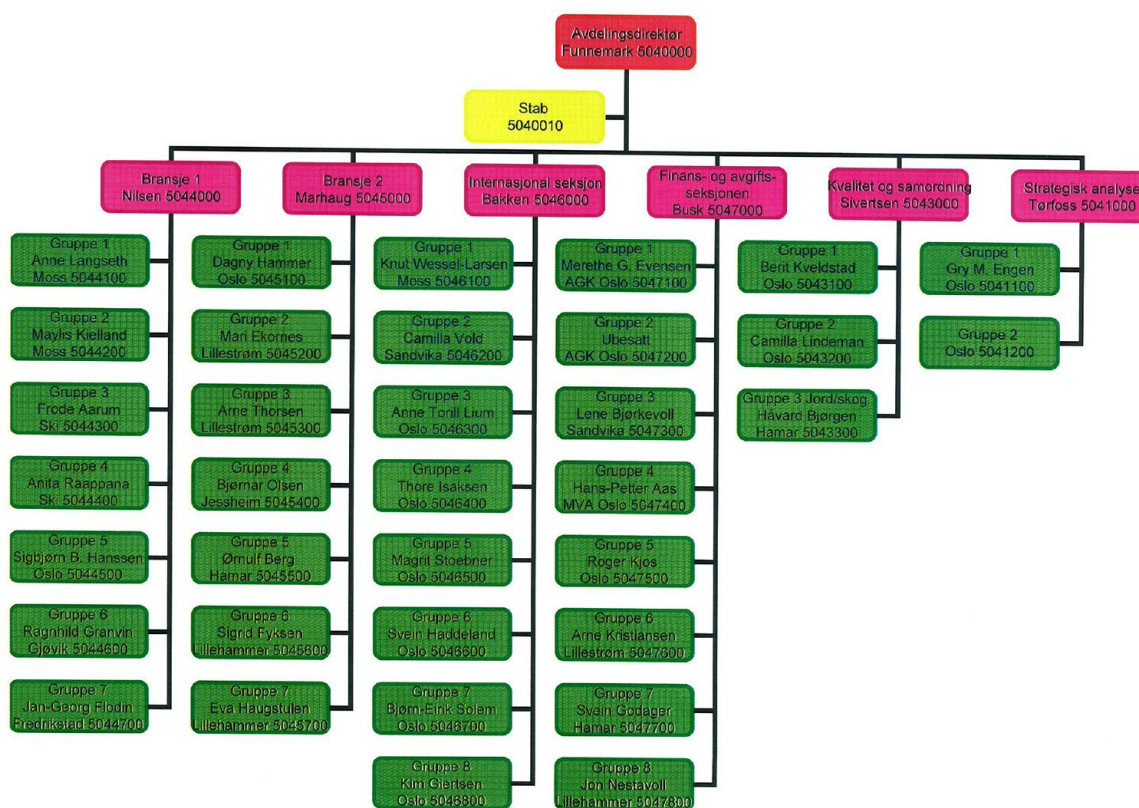 Avdelingsdirektør
Funnemark 5040000
Stab
5040010
Bransje 1
Nilsen 5044000
Bransje 2
Marhaug 5045000
Internasjonal seksjon
Bakken 5046000
Finans- og avgifts-
seksjonen
Busk 5047000
Kvalitet og samordning
Sivertsen 5043000
Strategisk analyse
Tørfoss 5041000
Gruppe 1
Anne Langseth
Moss 5044100
Gruppe 2
Maylis Kielland
Moss 5044200
Gruppe 3
Frode Aarum
Ski 5044300
Gruppe 4
Anita Raappana
Ski 5044400
Gruppe 5
Sigbjørn B. Hanssen
Oslo 5044500
Gruppe 6
Ragnhild Granvin
Gjøvik 5044600
Gruppe 7
Jan-Georg Flodin
Fredrikstad 5044700
Gruppe 1
Dagny Hammer
Oslo 5045100
Gruppe 2
Mari Ekornes
Lillestrøm 5045200
Gruppe 3
Arne Thorsen
Lillestrøm 5045300
Gruppe 4
Bjørnar Olsen
Jessheim 5045400
Gruppe 5
Ørnulf Berg
Hamar 5045500
Gruppe 6
Sigrid Fyksen
Lillehammer 5045600
Gruppe 7
Eva Haugstulen
Lillehammer 5045700
Gruppe 1
Knut Wessel-Larsen
Moss 5046100
Gruppe 2
Camilla Vold
Sandvika 5046200
Gruppe 3
Anne Torill Lium
Oslo 5046300
Gruppe 4
Thore Isaksen
Oslo 5046400
Gruppe 5
Magrit Stoebner
Oslo 5046500
Gruppe 6
Svein Haddeland
Oslo 5046600
Gruppe 7
Bjørn-Eirik Solem
Oslo 5046700
Gruppe 8
Kim Giertsen
Oslo 5046800
Gruppe 1
Merethe G. Evensen
AGK Oslo 5047100
Gruppe 2
Ubesatt
AGK Oslo 5047200
Gruppe 3
Lene Bjørkevoll
Sandvika 5047300
Gruppe 4
Hans-Petter Aas
MVA Oslo 5047400
Gruppe 5
Roger Kjos
Oslo 5047500
Gruppe 6
Arne Kristiansen
Lillestrøm 5047600
Gruppe 7
Svein Godager
Hamar 5047700
Gruppe 8
Jon Nestavoll
Lillehammer 5047800
Gruppe 1
Berit Kveldstad
Oslo 5043100
Gruppe 2
Camilla Lindeman
Oslo 5043200
Gruppe 3 Jord/skog
Håvard Bjørgen
Hamar 5043300
Gruppe 1
Gry M. Engen
Oslo 5041100
Gruppe 2
Oslo 5041200